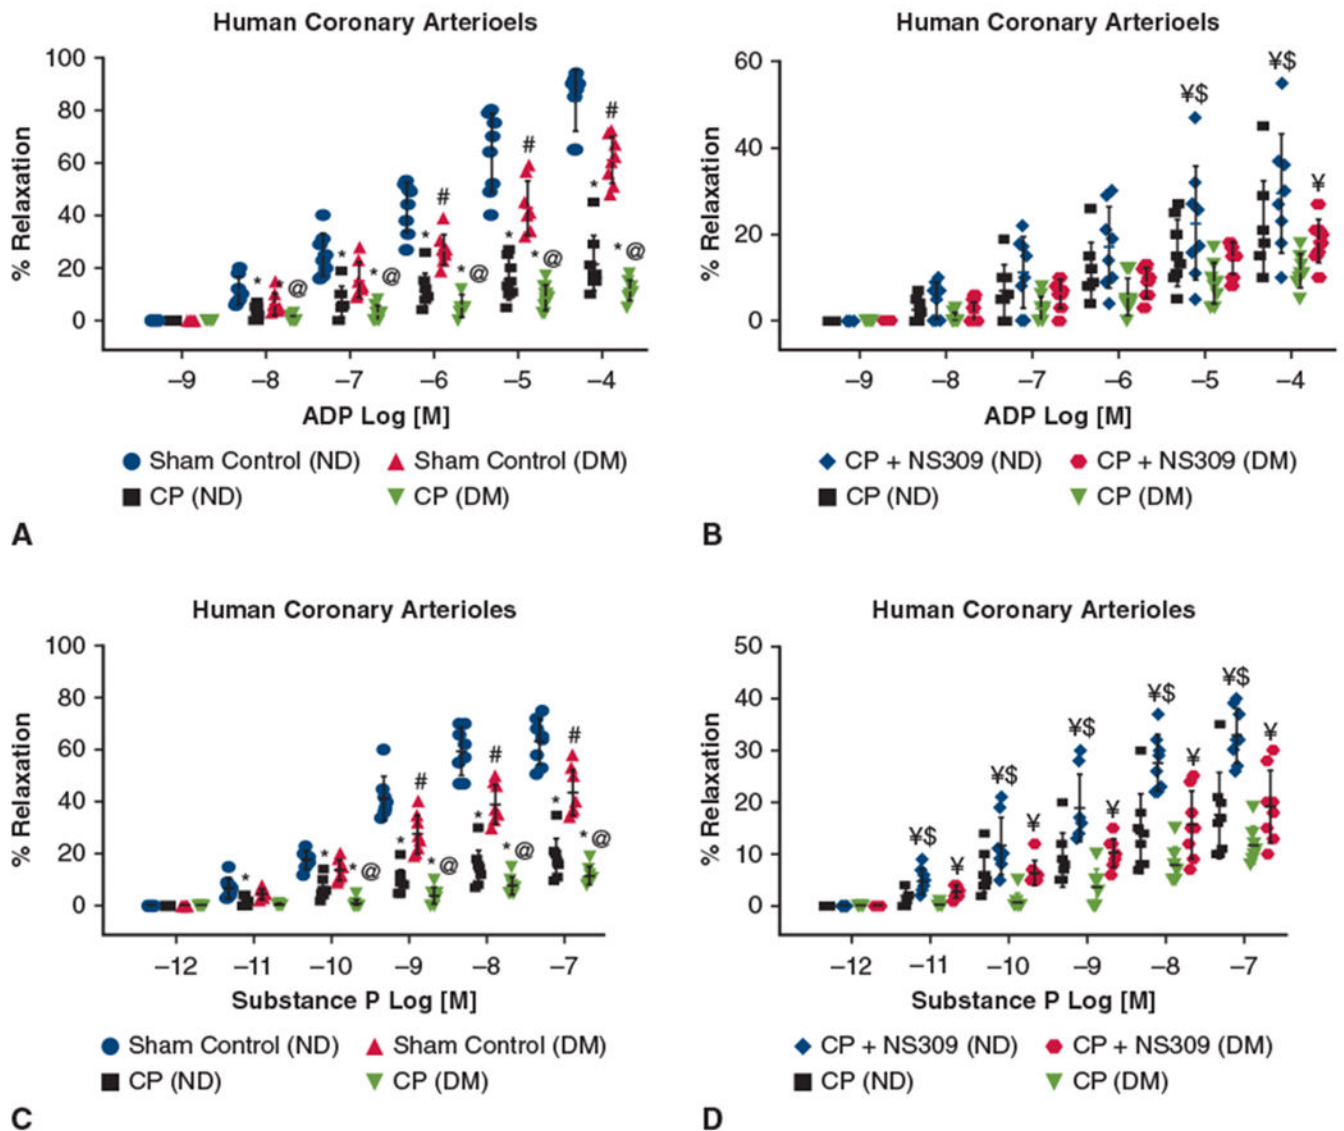 Human Coronary Arterioels
% Relaxation
100
80
60
40
20
0
# # # * * * * * * * * * @ @ @ @ @
–9 –8 –7 –6 –5 –4
ADP Log [M]
Sham Control (ND) Sham Control (DM)
CP (ND) CP (DM)
A
Human Coronary Arterioels
% Relaxation
60
40
20
0
¥$ ¥$ ¥
–9 –8 –7 –6 –5 –4
ADP Log [M]
CP + NS309 (ND) CP + NS309 (DM)
CP (ND) CP (DM)
B
Human Coronary Arterioles
% Relaxation
100
80
60
40
20
0
# # # * * * * * * * * * @ @ @ @
–12 –11 –10 –9 –8 –7
Substance P Log [M]
Sham Control (ND) Sham Control (DM)
CP (ND) CP (DM)
C
Human Coronary Arterioles
% Relaxation
50
40
30
20
10
0
¥$ ¥ ¥$ ¥ ¥$ ¥ ¥$ ¥ ¥$ ¥
–12 –11 –10 –9 –8 –7
Substance P Log [M]
CP + NS309 (ND) CP + NS309 (DM)
CP (ND) CP (DM)
D